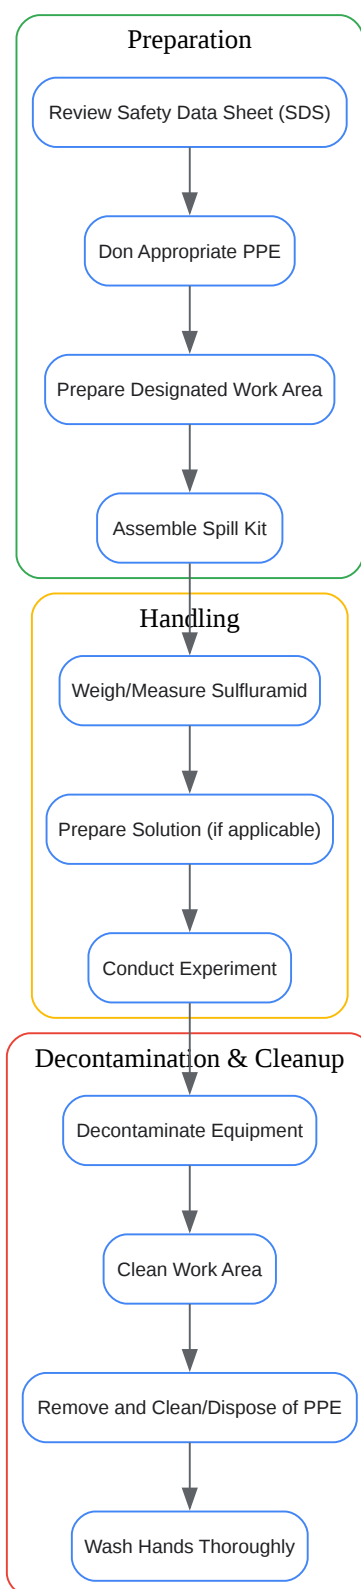 Preparation
Review Safety Data Sheet (SDS)
Don Appropriate PPE
Prepare Designated Work Area
Assemble Spill Kit
Handling
Weigh/Measure Sulfluramid
Prepare Solution (if applicable)
Conduct Experiment
Decontamination & Cleanup
Decontaminate Equipment
Clean Work Area
Remove and Clean/Dispose of PPE
Wash Hands Thoroughly